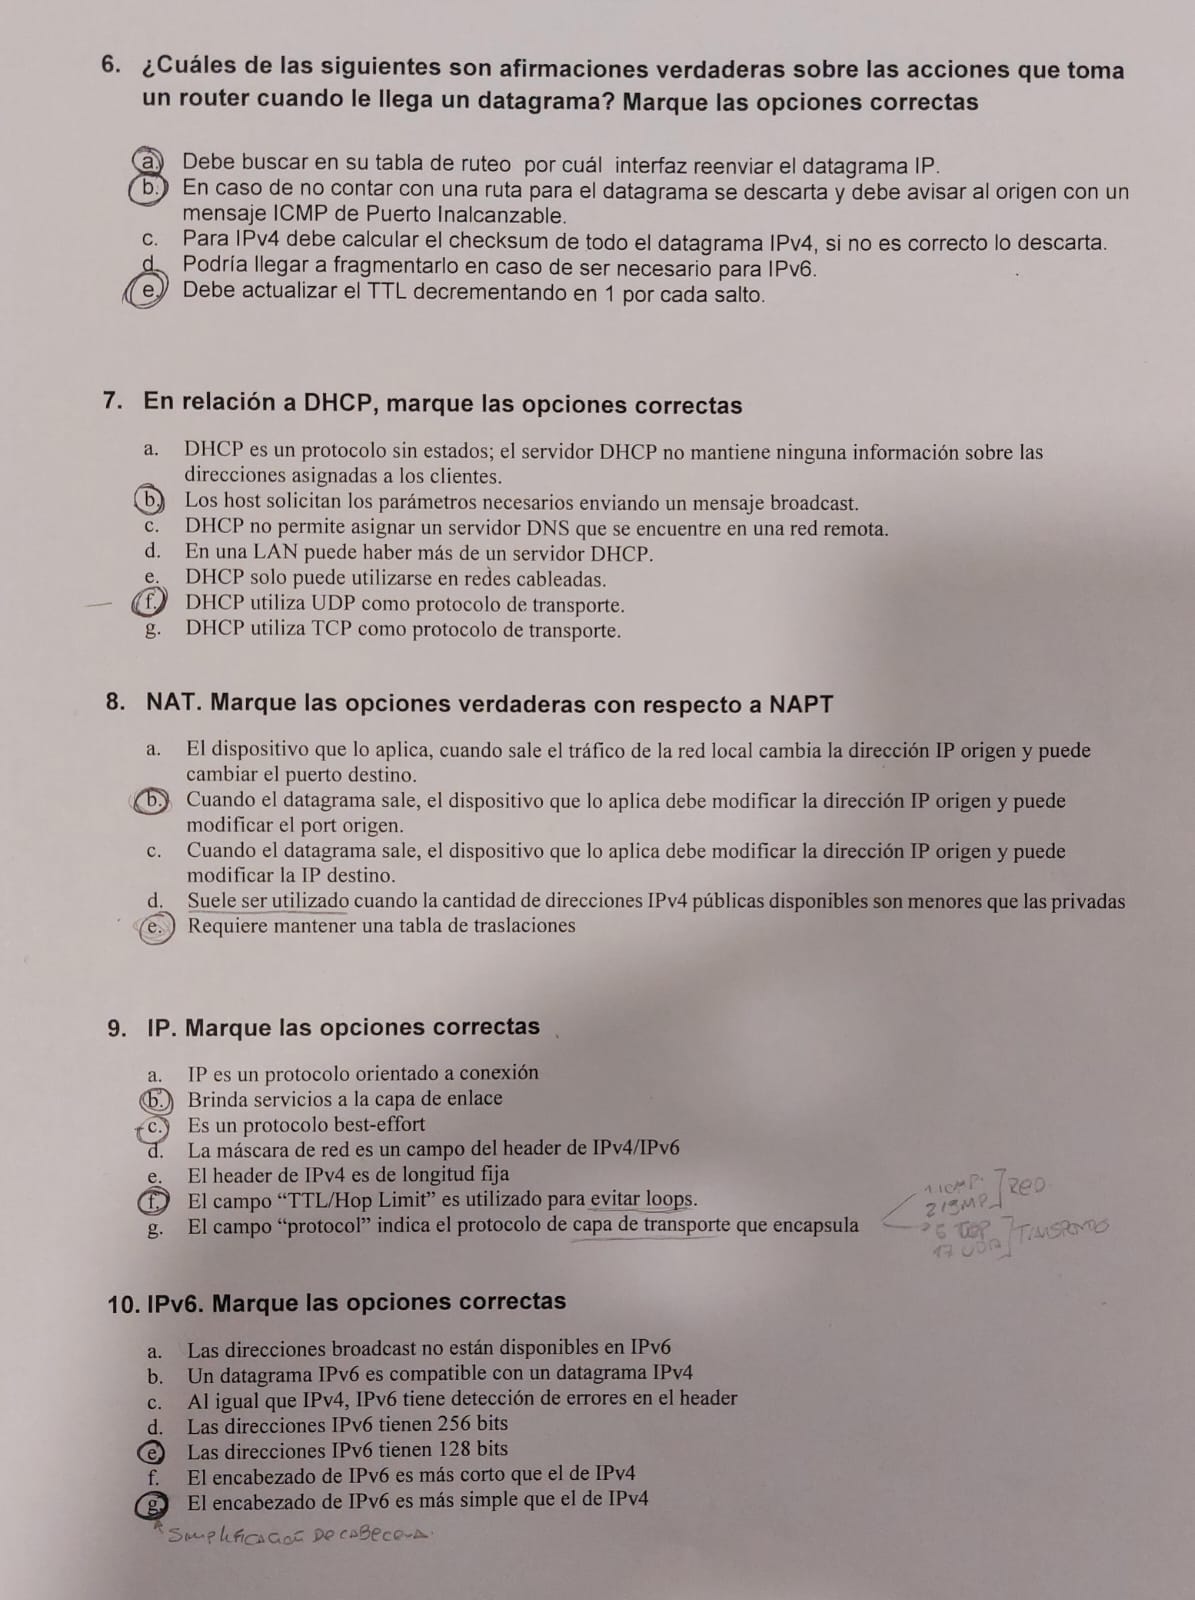 6. ¿Cuáles de las siguientes son afirmaciones verdaderas sobre las acciones que toma
un router cuando le llega un datagrama? Marque las opciones correctas
a. Debe buscar en su tabla de ruteo por cuál interfaz reenviar el datagrama IP.
b. En caso de no contar con una ruta para el datagrama se descarta y debe avisar al origen con un
mensaje ICMP de Puerto Inalcanzable.
c. Para IPv4 debe calcular el checksum de todo el datagrama IPv4, si no es correcto lo descarta.
d. Podría llegar a fragmentarlo en caso de ser necesario para IPv6.
e. Debe actualizar el TTL decrementando en 1 por cada salto.
7. En relación a DHCP, marque las opciones correctas
a. DHCP es un protocolo sin estados; el servidor DHCP no mantiene ninguna información sobre las
direcciones asignadas a los clientes.
b. Los host solicitan los parámetros necesarios enviando un mensaje broadcast.
c. DHCP no permite asignar un servidor DNS que se encuentre en una red remota.
d. En una LAN puede haber más de un servidor DHCP.
e. DHCP solo puede utilizarse en redes cableadas.
f. DHCP utiliza UDP como protocolo de transporte.
g. DHCP utiliza TCP como protocolo de transporte.
8. NAT. Marque las opciones verdaderas con respecto a NAPT
a. El dispositivo que lo aplica, cuando sale el tráfico de la red local cambia la dirección IP origen y puede
cambiar el puerto destino.
b. Cuando el datagrama sale, el dispositivo que lo aplica debe modificar la dirección IP origen y puede
modificar el port origen.
c. Cuando el datagrama sale, el dispositivo que lo aplica debe modificar la dirección IP origen y puede
modificar la IP destino.
d. Suele ser utilizado cuando la cantidad de direcciones IPv4 públicas disponibles son menores que las privadas
e. Requiere mantener una tabla de traslaciones
9. IP. Marque las opciones correctas
a. IP es un protocolo orientado a conexión
b. Brinda servicios a la capa de enlace
c. Es un protocolo best-effort
d. La máscara de red es un campo del header de IPv4/IPv6
e. El header de IPv4 es de longitud fija
f. El campo “TTL/Hop Limit” es utilizado para evitar loops.
g. El campo “protocol” indica el protocolo de capa de transporte que encapsula
1 ICMP RED
2 IGMP
6 TCP TRANSPORTE
17 UDP
10. IPv6. Marque las opciones correctas
a. Las direcciones broadcast no están disponibles en IPv6
b. Un datagrama IPv6 es compatible con un datagrama IPv4
c. Al igual que IPv4, IPv6 tiene detección de errores en el header
d. Las direcciones IPv6 tienen 256 bits
e. Las direcciones IPv6 tienen 128 bits
f. El encabezado de IPv6 es más corto que el de IPv4
g. El encabezado de IPv6 es más simple que el de IPv4
Simplificación DE CABECERA.